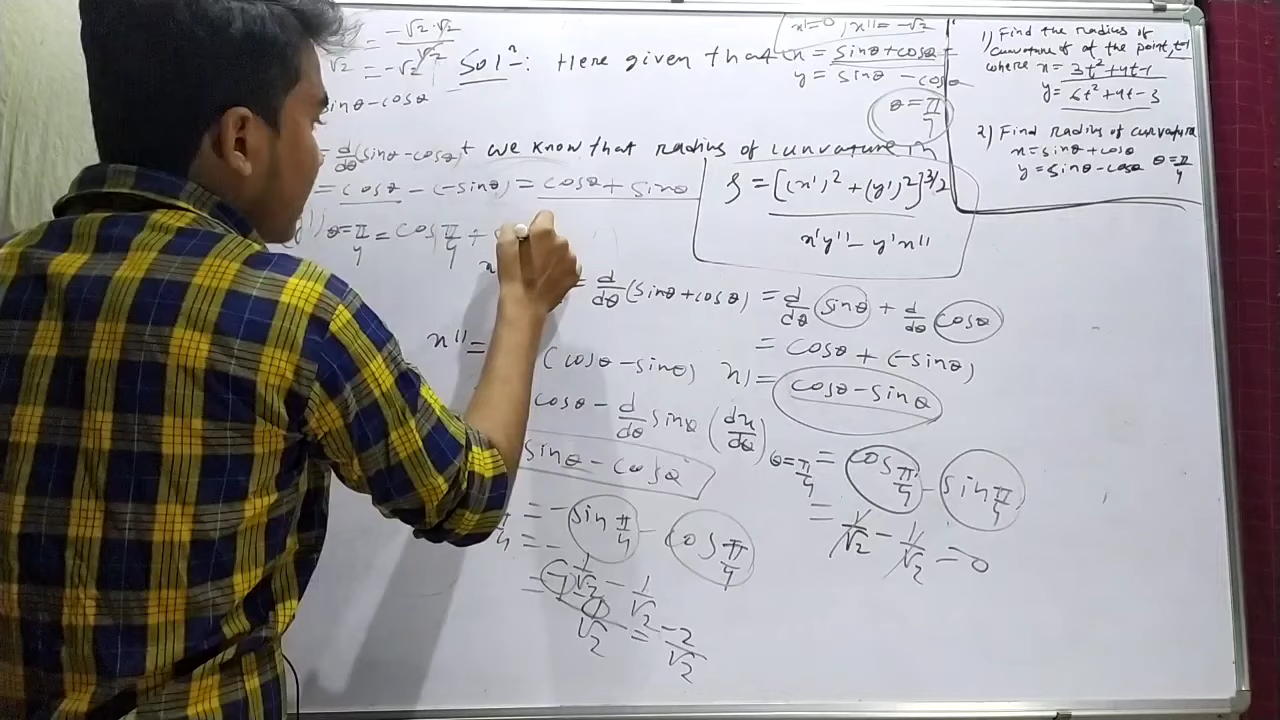 = -√2·√2 / √2
√2 = -√2
sinθ-cosθ
= d/dθ (sinθ-cosθ)
= cosθ - (-sinθ) = cosθ + sinθ
θ=π/4 = cos π/4 +
x'=0, x''= -√2
Solⁿ-: Here given that x = sinθ+cosθ
y = sinθ - cosθ
θ=π/4
we know that radius of curvature in
ρ = [(x')²+(y')²]3/2
x'y''- y'x''
= d/dθ (sinθ+cosθ) = d/dθ sinθ + d/dθ cosθ
= cosθ + (-sinθ)
x' = cosθ-sinθ
x'' = (cosθ-sinθ)
cosθ - d/dθ sinθ
sinθ - cosθ
= -sin π/4 - cos π/4
= - 1/√2 - 1/√2
= -2/√2
(dx/dθ) θ=π/4 = cos π/4 - sin π/4
= 1/√2 - 1/√2 = 0
1) Find the radius of
curvature of of the point, t=1
where x = 3t²+4t-1
y= 6t²+4t-3
2) Find radius of curvature
x=sinθ+cosθ
y=sinθ-cosθ θ=π/4